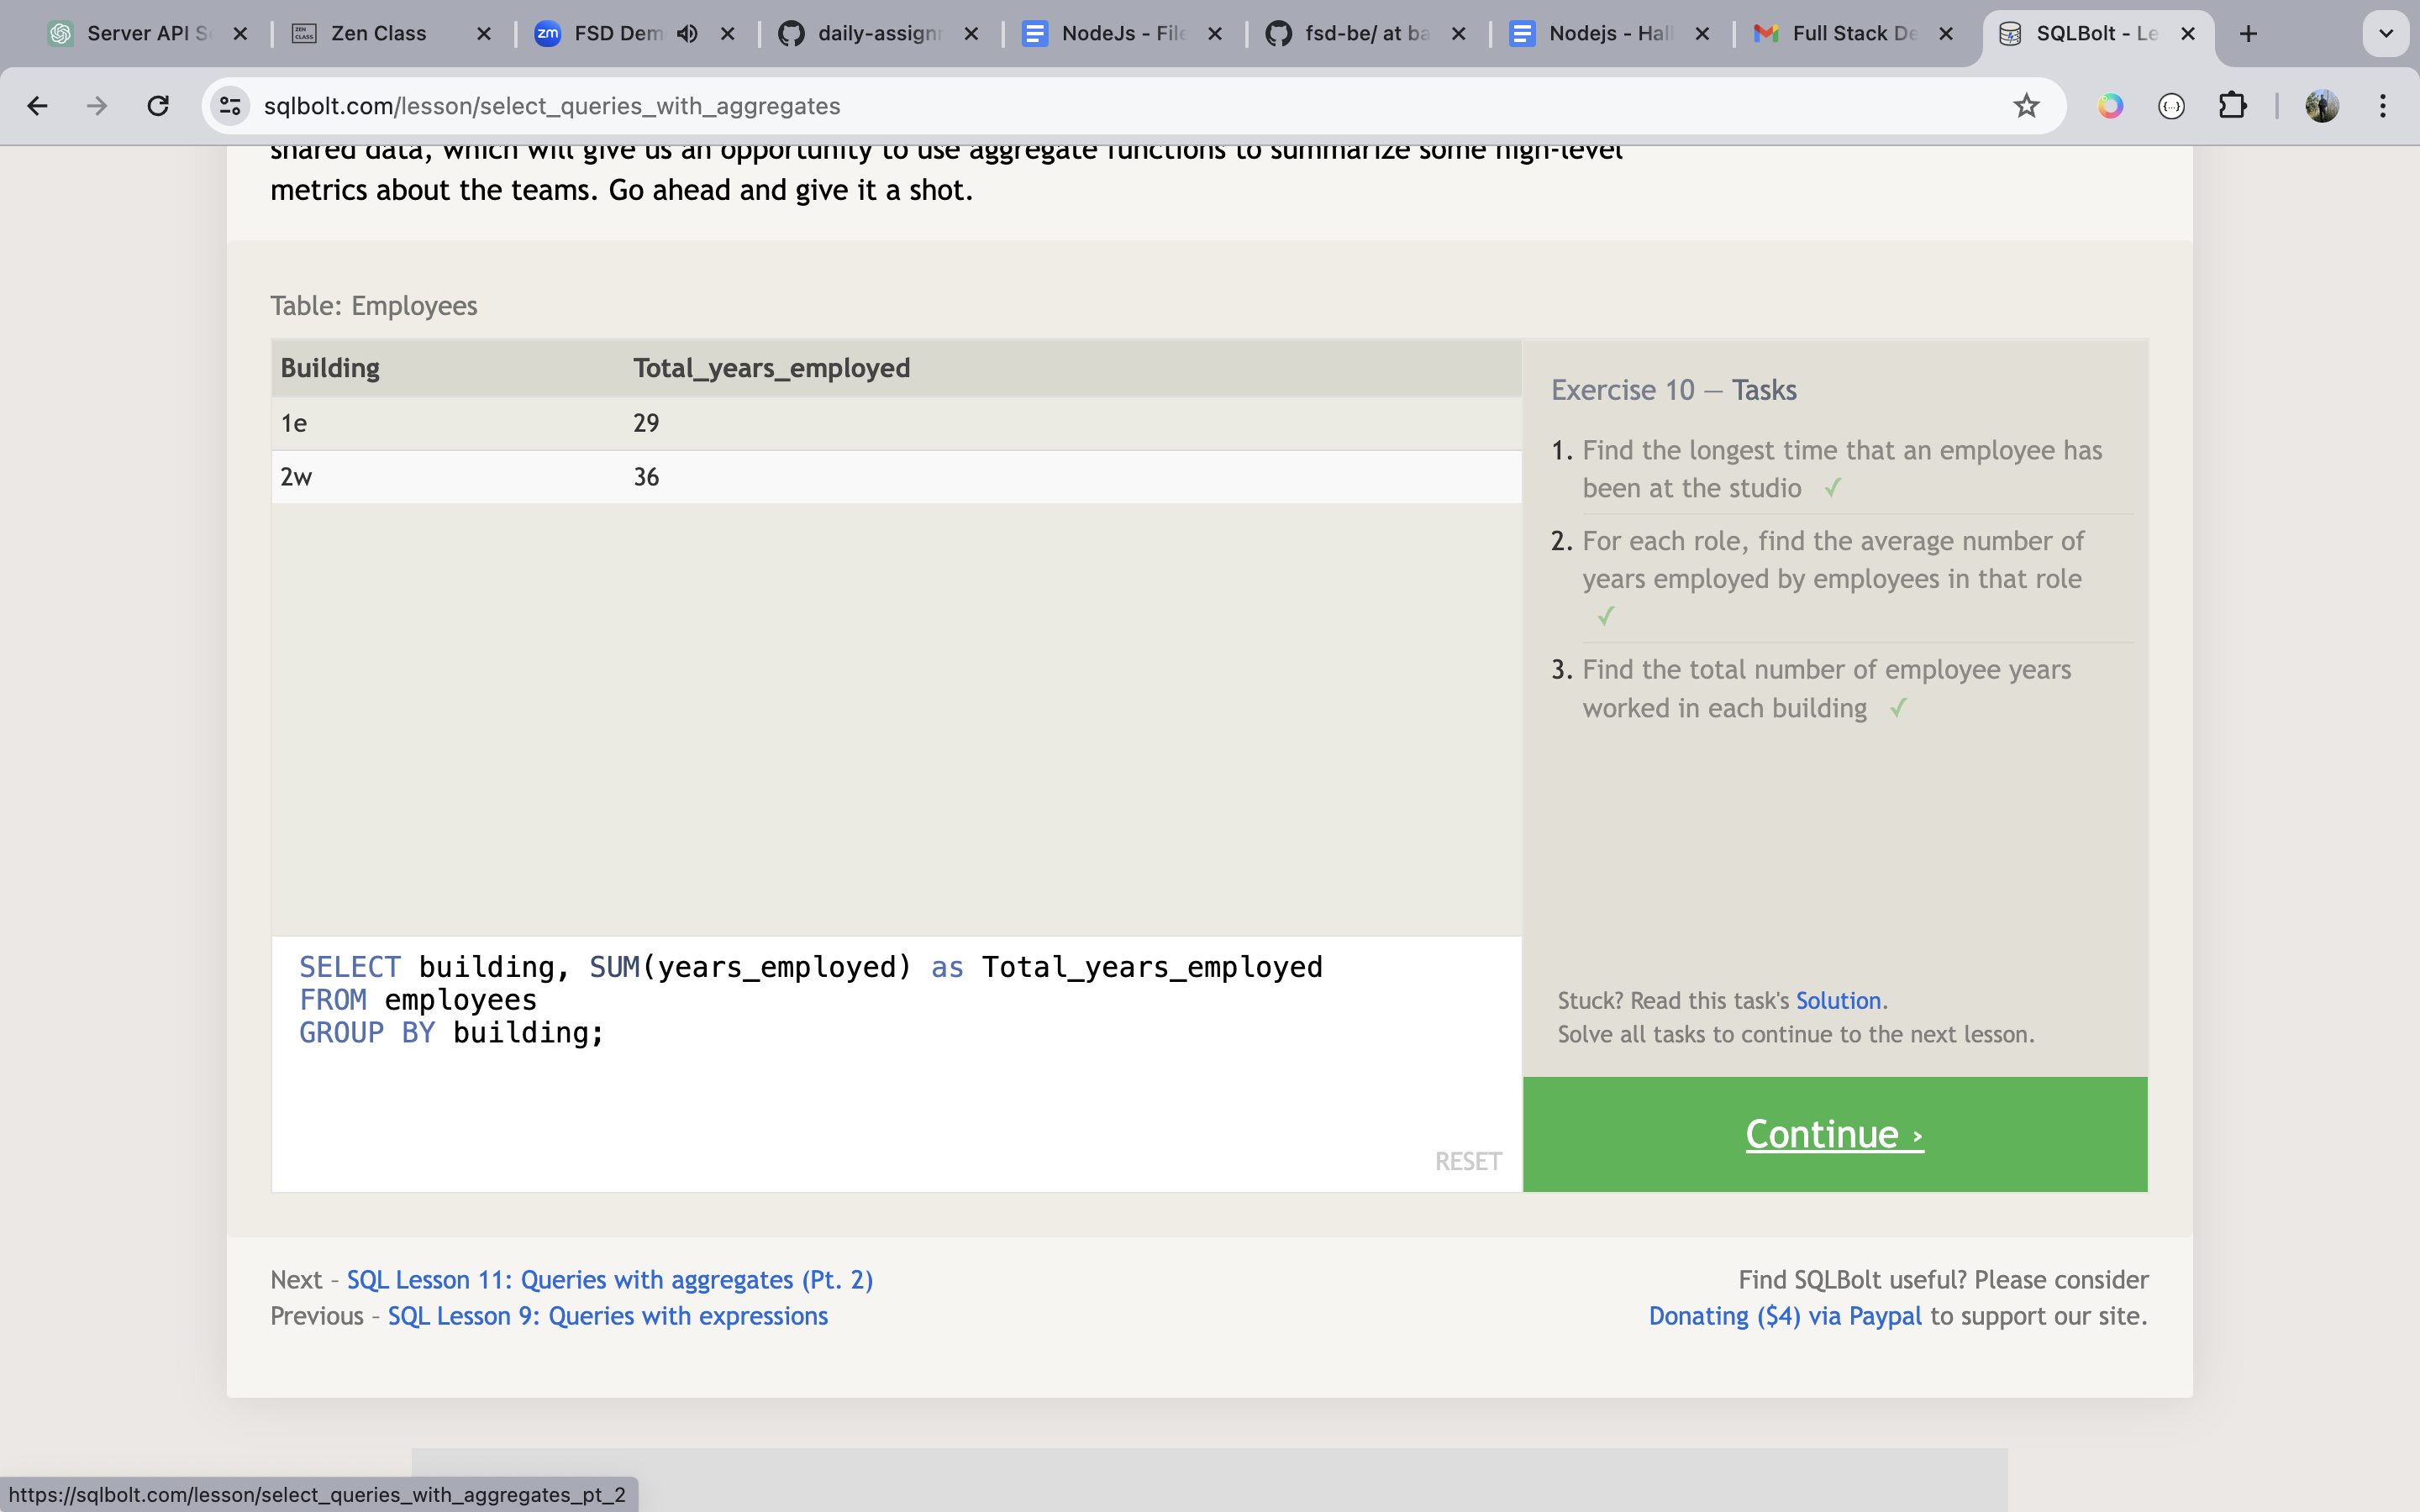 Server API S
Zen Class
zm
FSD Dem
daily-assignm
NodeJs - File
fsd-be/ at ba
Nodejs - Hall
Full Stack De
SQLBolt - Le
sqlbolt.com/lesson/select_queries_with_aggregates
shared data, which will give us an opportunity to use aggregate functions to summarize some high-level
metrics about the teams. Go ahead and give it a shot.
Table: Employees
Building Total_years_employed
1e 29
2w 36
SELECT building, SUM(years_employed) as Total_years_employed
FROM employees
GROUP BY building;
RESET
Exercise 10 — Tasks
1. Find the longest time that an employee has
been at the studio ✓
2. For each role, find the average number of
years employed by employees in that role
✓
3. Find the total number of employee years
worked in each building ✓
Stuck? Read this task's Solution.
Solve all tasks to continue to the next lesson.
Continue ›
Next – SQL Lesson 11: Queries with aggregates (Pt. 2)
Previous – SQL Lesson 9: Queries with expressions
Find SQLBolt useful? Please consider
Donating ($4) via Paypal to support our site.
https://sqlbolt.com/lesson/select_queries_with_aggregates_pt_2